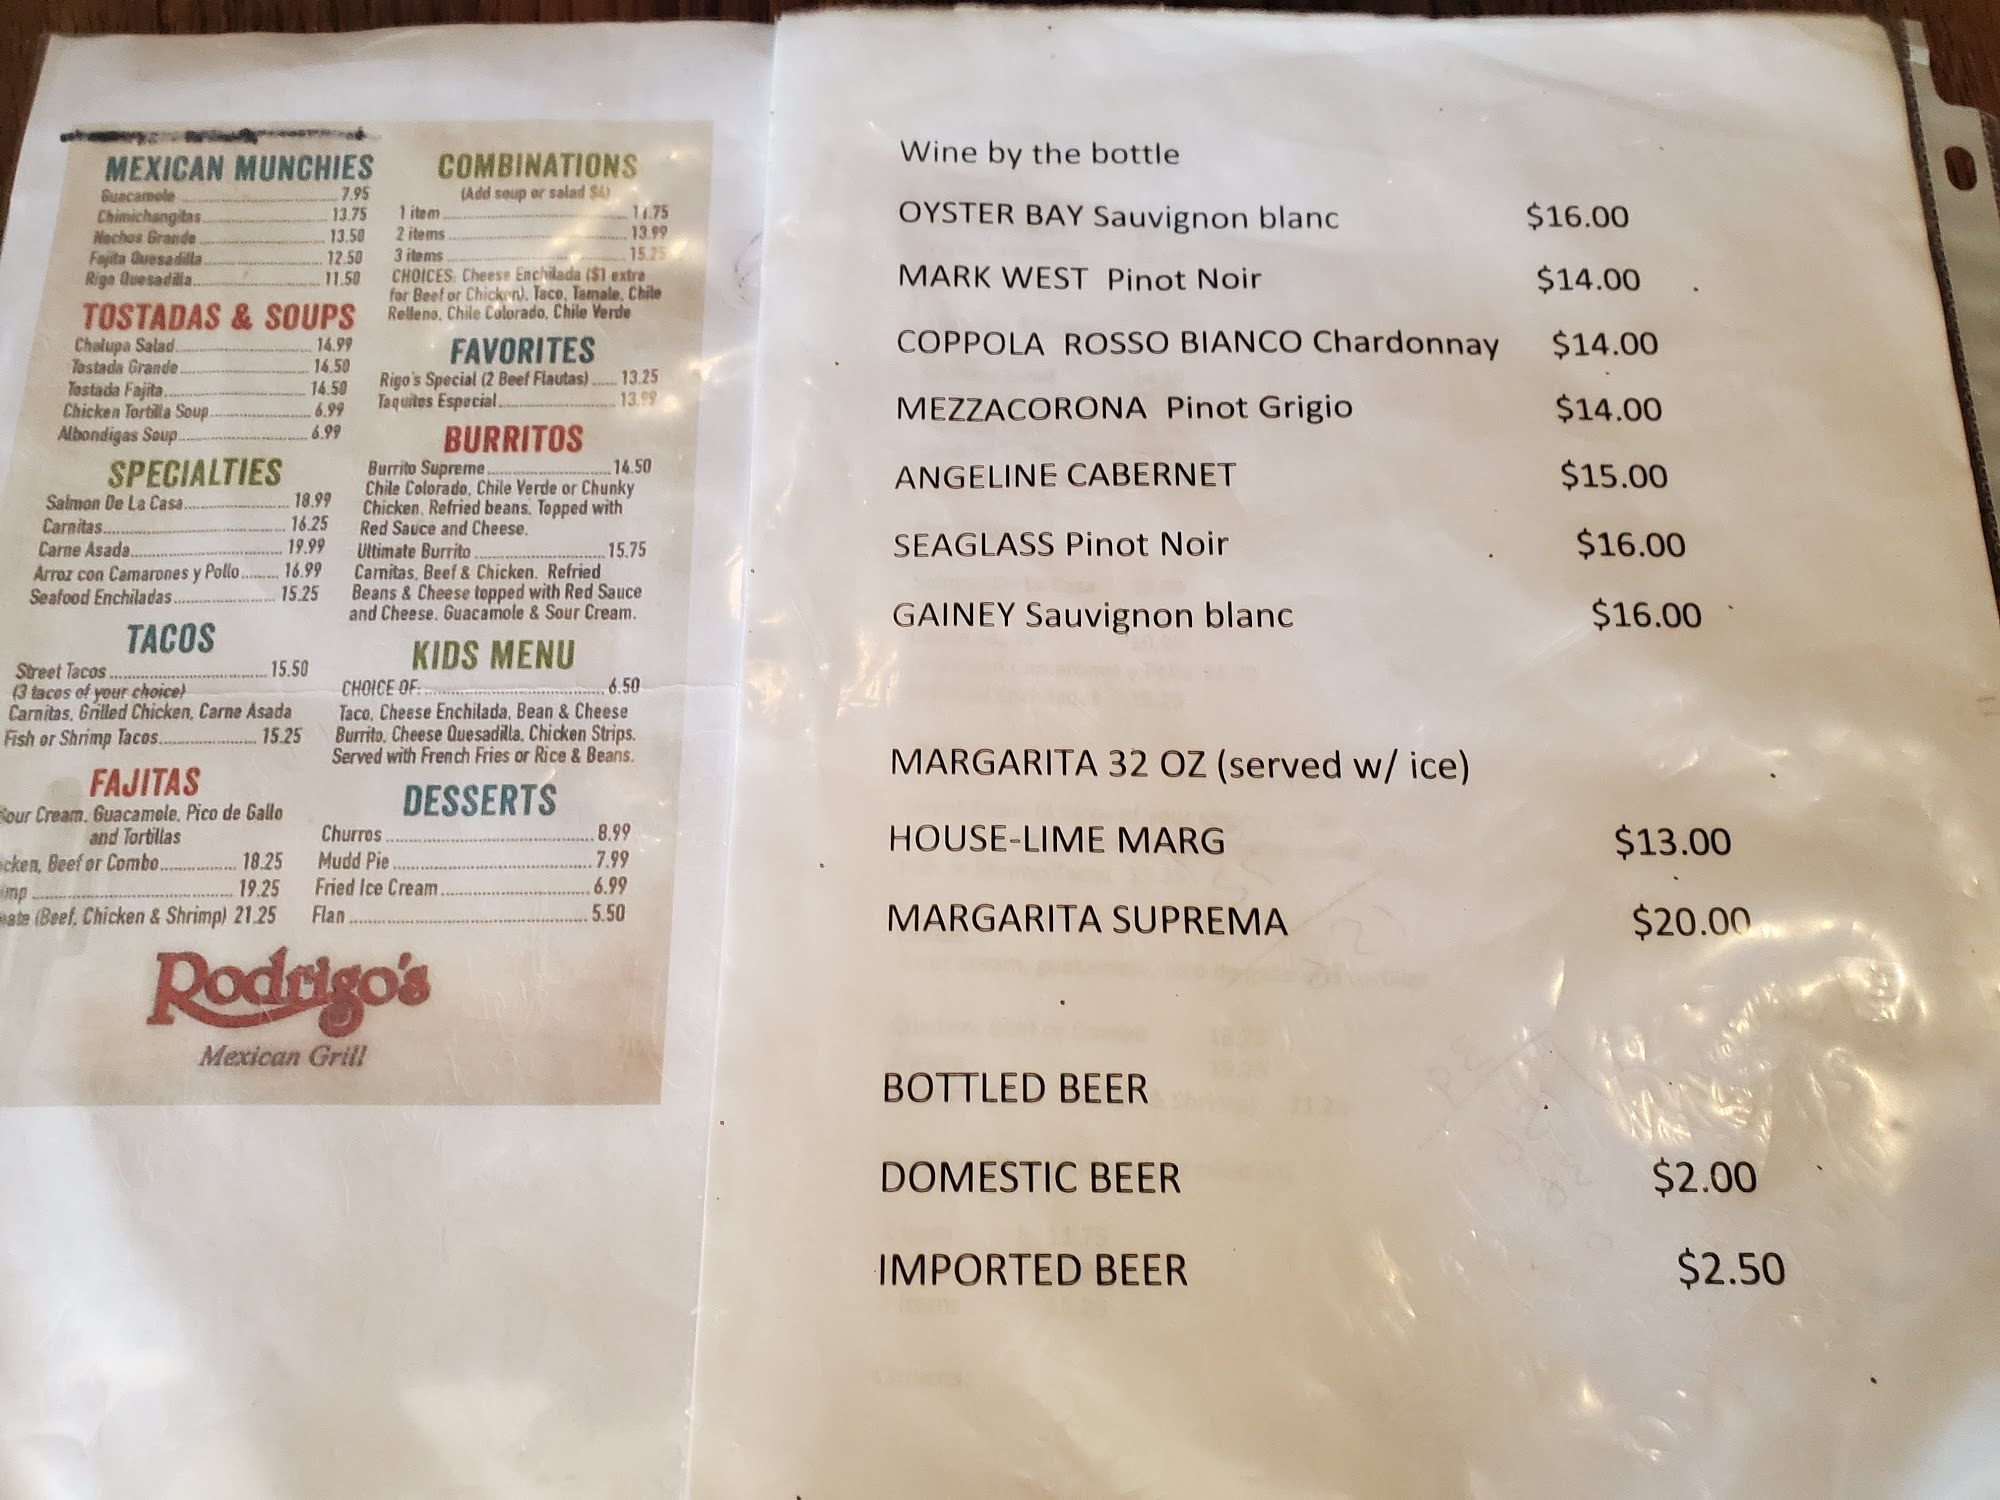 MEXICAN MUNCHIES
Guacamole 7.95
Chimichangitas 13.75
Nachos Grande 13.50
Fajita Quesadilla 12.50
Rigo Quesadilla 11.50
TOSTADAS & SOUPS
Chalupa Salad 14.99
Tostada Grande 14.50
Tostada Fajita 14.50
Chicken Tortilla Soup 6.99
Albondigas Soup 6.99
SPECIALTIES
Salmon De La Casa 18.99
Carnitas 16.25
Carne Asada 19.99
Arroz con Camarones y Pollo 16.99
Seafood Enchiladas 15.25
TACOS
Street Tacos 15.50
(3 tacos of your choice)
Carnitas, Grilled Chicken, Carne Asada
Fish or Shrimp Tacos 15.25
FAJITAS
Sour Cream, Guacamole, Pico de Gallo
and Tortillas
cken, Beef or Combo 18.25
imp 19.25
mate (Beef, Chicken & Shrimp) 21.25
COMBINATIONS
(Add soup or salad $4)
1 item 11.75
2 items 13.99
3 items 15.25
CHOICES: Cheese Enchilada ($1 extra
for Beef or Chicken), Taco, Tamale, Chile
Relleno, Chile Colorado, Chile Verde
FAVORITES
Rigo's Special (2 Beef Flautas) 13.25
Taquitos Especial 13.99
BURRITOS
Burrito Supreme 14.50
Chile Colorado, Chile Verde or Chunky
Chicken. Refried beans. Topped with
Red Sauce and Cheese.
Ultimate Burrito 15.75
Carnitas, Beef & Chicken. Refried
Beans & Cheese topped with Red Sauce
and Cheese. Guacamole & Sour Cream.
KIDS MENU
CHOICE OF: 6.50
Taco, Cheese Enchilada, Bean & Cheese
Burrito, Cheese Quesadilla, Chicken Strips.
Served with French Fries or Rice & Beans.
DESSERTS
Churros 8.99
Mudd Pie 7.99
Fried Ice Cream 6.99
Flan 5.50
Rodrigo's
Mexican Grill
Wine by the bottle
OYSTER BAY Sauvignon blanc $16.00
MARK WEST Pinot Noir $14.00
COPPOLA ROSSO BIANCO Chardonnay $14.00
MEZZACORONA Pinot Grigio $14.00
ANGELINE CABERNET $15.00
SEAGLASS Pinot Noir $16.00
GAINEY Sauvignon blanc $16.00
MARGARITA 32 OZ (served w/ ice)
HOUSE-LIME MARG $13.00
MARGARITA SUPREMA $20.00
BOTTLED BEER
DOMESTIC BEER $2.00
IMPORTED BEER $2.50